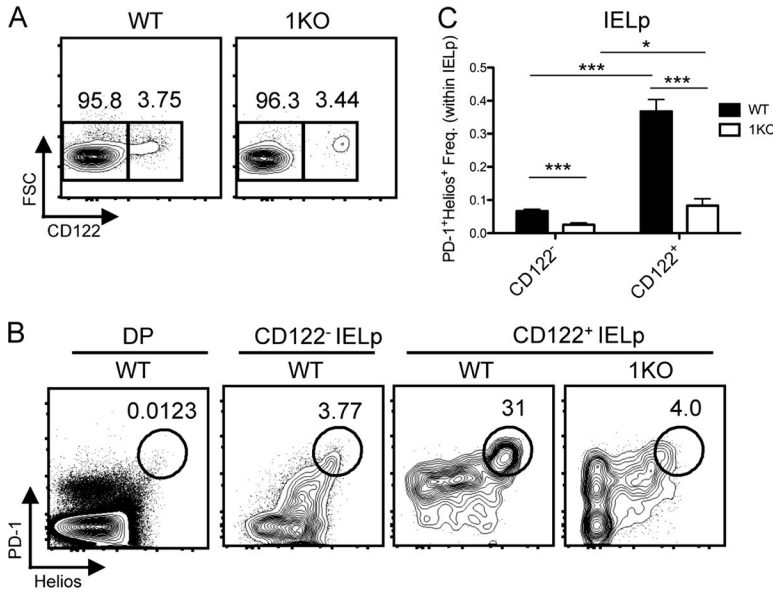 A
WT
1KO
95.8 3.75
96.3 3.44
FSC
CD122
C
IELp
*
***
***
***
PD-1⁺Helios⁺ Freq. (within IELp)
0.5
0.4
0.3
0.2
0.1
0.0
CD122⁻
CD122⁺
WT
1KO
B
DP
CD122⁻ IELp
CD122⁺ IELp
WT
WT
WT
1KO
0.0123
3.77
31
4.0
PD-1
Helios